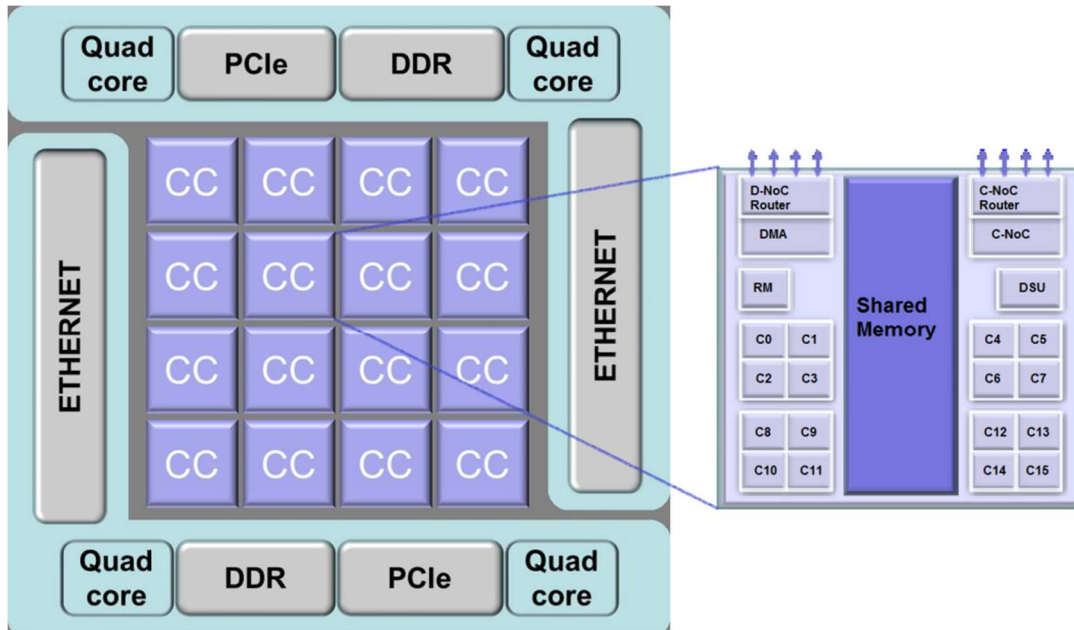 Quad
core
PCIe
DDR
Quad
core
ETHERNET
CC CC CC CC
CC CC CC CC
CC CC CC CC
CC CC CC CC
ETHERNET
Quad
core
DDR
PCIe
Quad
core
D-NoC
Router
DMA
RM
C0 C1
C2 C3
C8 C9
C10 C11
Shared
Memory
C-NoC
Router
C-NoC
DSU
C4 C5
C6 C7
C12 C13
C14 C15